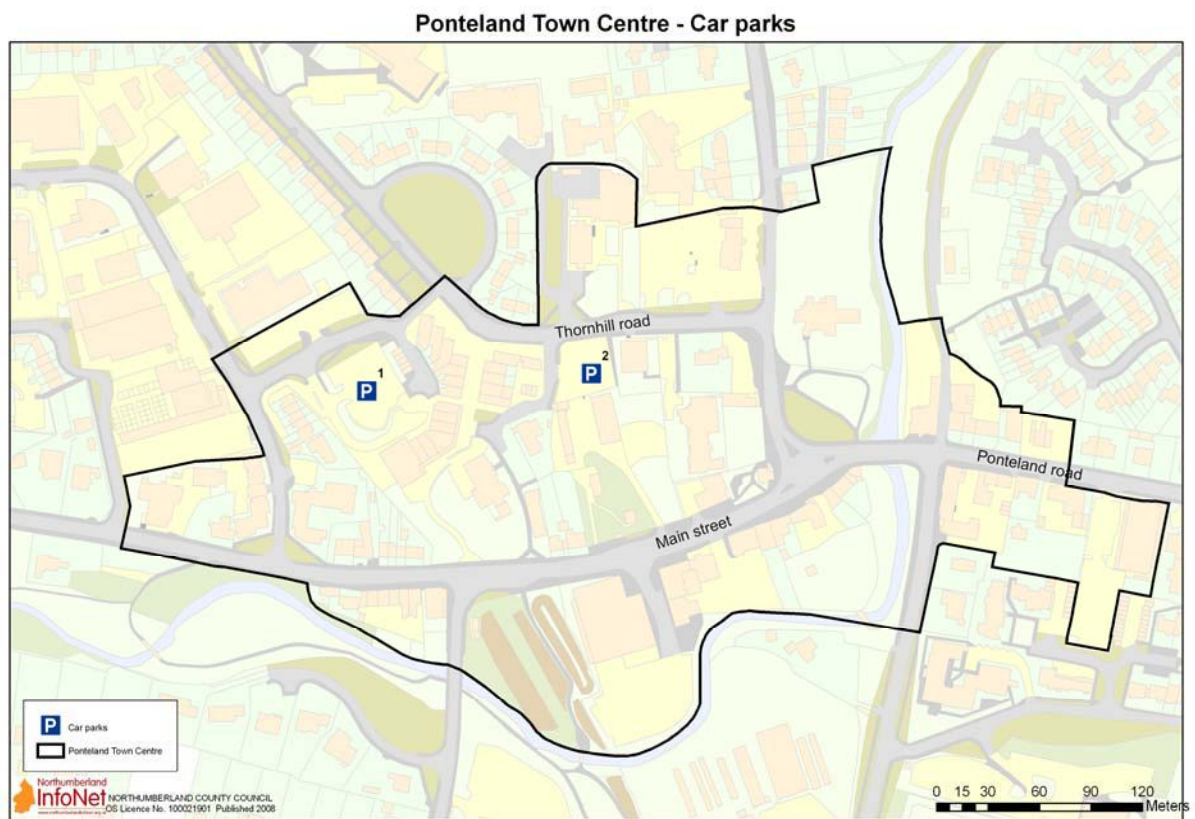 Ponteland Town Centre - Car parks
Thornhill road
P 1
P 2
Ponteland road
Main street
P Car parks
Ponteland Town Centre
Northumberland
InfoNet
NORTHUMBERLAND COUNTY COUNCIL
OS Licence No. 100021901 Published 2008
0 15 30 60 90 120
Meters